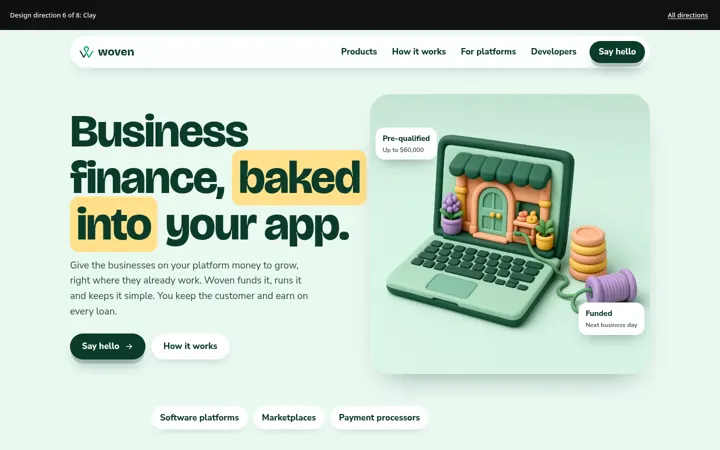 Design direction 6 of 8: Clay
All directions
woven
Products
How it works
For platforms
Developers
Say hello
Business
finance, baked
into your app.
Pre-qualified
Up to $60,000
Give the businesses on your platform money to grow,
right where they already work. Woven funds it, runs it
and keeps it simple. You keep the customer and earn on
every loan.
Say hello →
How it works
Funded
Next business day
Software platforms
Marketplaces
Payment processors